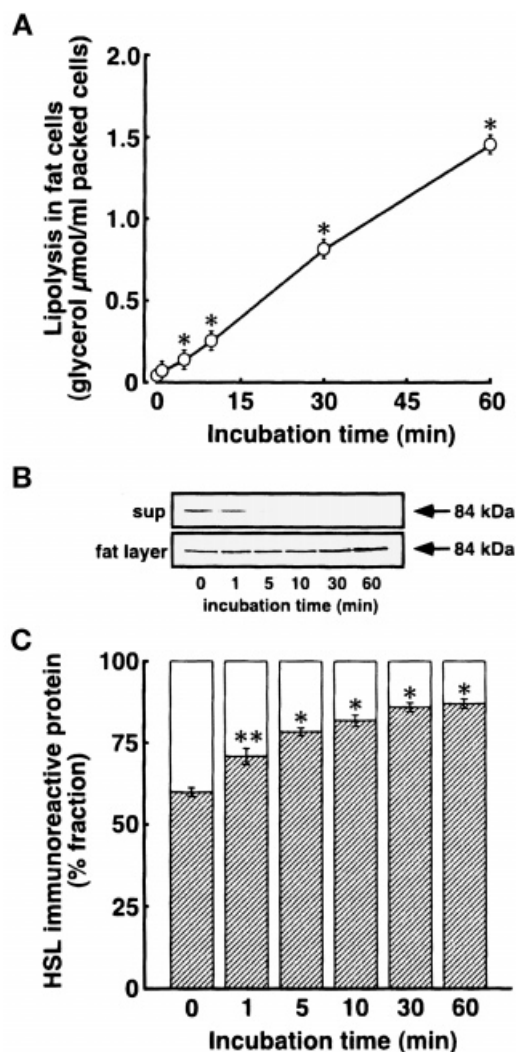 A
Lipolysis in fat cells
(glycerol µmol/ml packed cells)
2.0
1.5
1.0
0.5
0
*
*
*
*
0 15 30 45 60
Incubation time (min)
B
sup 84 kDa
fat layer 84 kDa
0 1 5 10 30 60
incubation time (min)
C
HSL immunoreactive protein
(% fraction)
100
75
50
25
0
** * * * *
0 1 5 10 30 60
Incubation time (min)